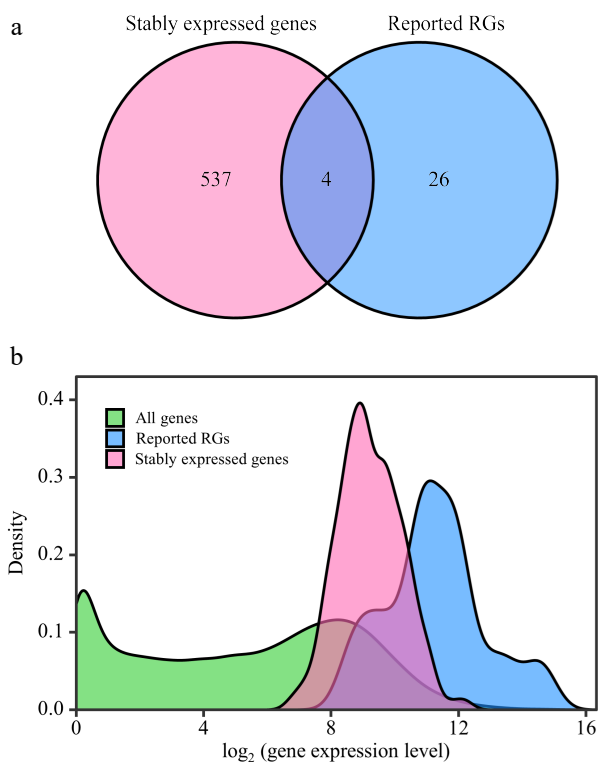 a
Stably expressed genes Reported RGs
537 4 26
b
0.4
All genes
Reported RGs
Stably expressed genes
0.3
Density
0.2
0.1
0.0
0 4 8 12 16
log₂ (gene expression level)